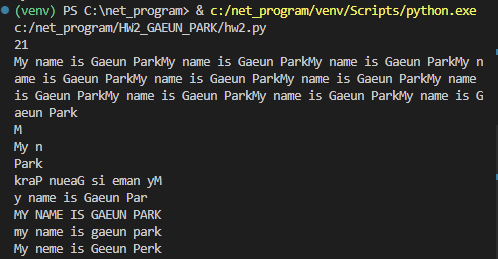 (venv) PS C:\net_program> & c:/net_program/venv/Scripts/python.exe
c:/net_program/HW2_GAEUN_PARK/hw2.py
21
My name is Gaeun ParkMy name is Gaeun ParkMy name is Gaeun ParkMy n
ame is Gaeun ParkMy name is Gaeun ParkMy name is Gaeun ParkMy name
is Gaeun ParkMy name is Gaeun ParkMy name is Gaeun ParkMy name is G
aeun Park
M
My n
Park
kraP nueaG si eman yM
y name is Gaeun Par
MY NAME IS GAEUN PARK
my name is gaeun park
My neme is Geeun Perk